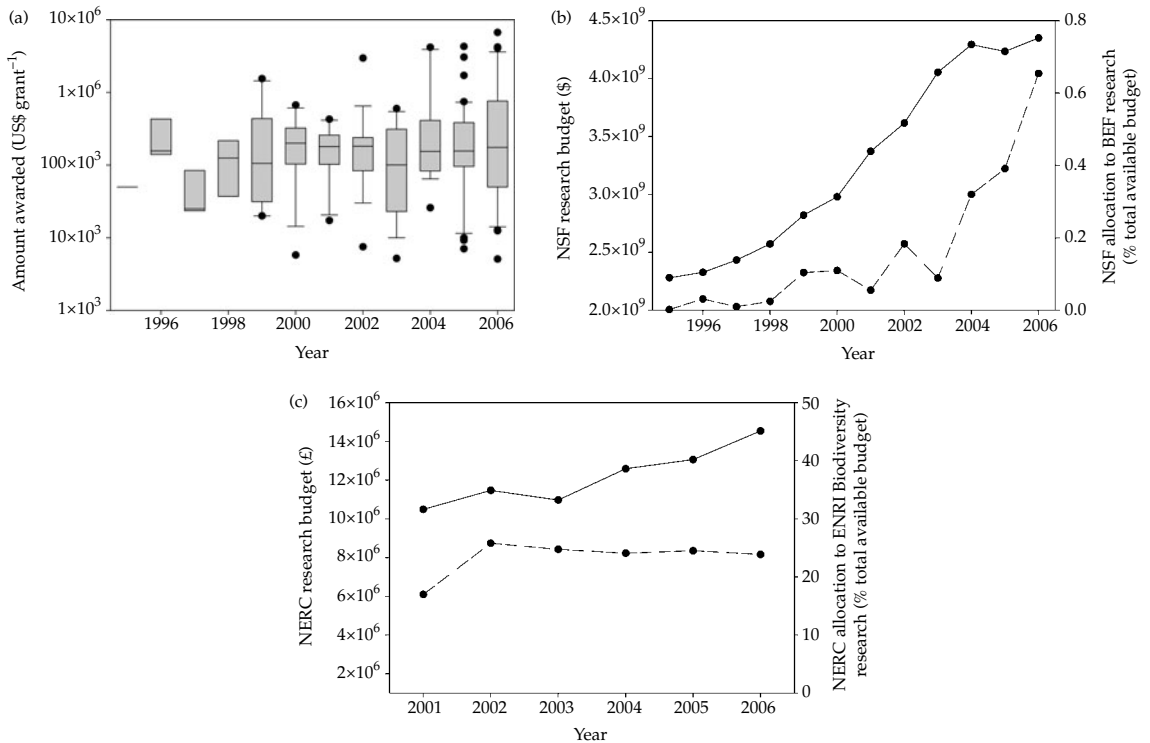 (a)
Amount awarded (US$ grant⁻¹)
10×10⁶
1×10⁶
100×10³
10×10³
1×10³
1996 1998 2000 2002 2004 2006
Year
(b)
NSF research budget ($)
4.5×10⁹
4.0×10⁹
3.5×10⁹
3.0×10⁹
2.5×10⁹
2.0×10⁹
0.8
0.6
0.4
0.2
0.0
NSF allocation to BEF research
(% total available budget)
1996 1998 2000 2002 2004 2006
Year
(c)
NERC research budget (£)
16×10⁶
14×10⁶
12×10⁶
10×10⁶
8×10⁶
6×10⁶
4×10⁶
2×10⁶
50
40
30
20
10
0
NERC allocation to ENRI Biodiversity
research (% total available budget)
2001 2002 2003 2004 2005 2006
Year